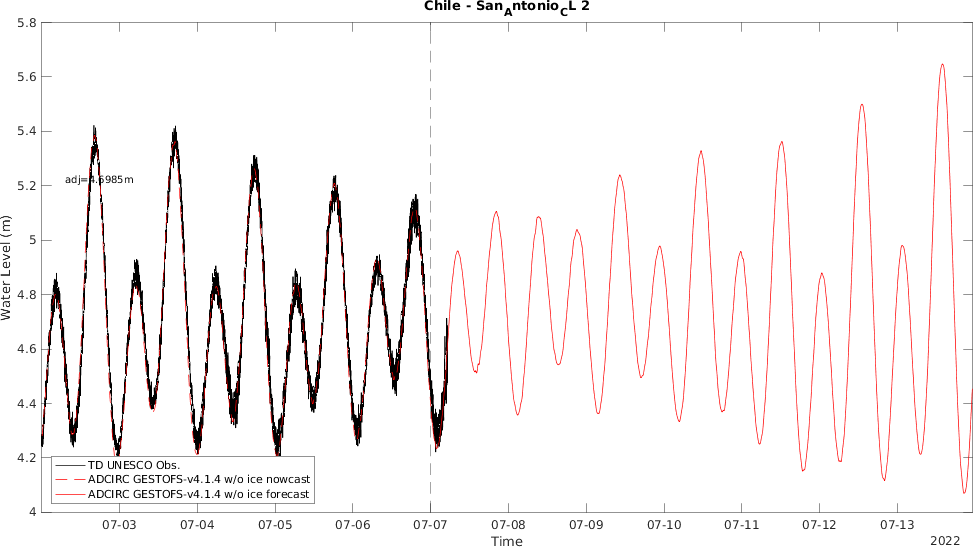 Chile - San_Antonio_CL 2
5.8
5.6
5.4
5.2
5
4.8
4.6
4.4
4.2
4
Water Level (m)
adj=4.6985m
TD UNESCO Obs.
ADCIRC GESTOFS-v4.1.4 w/o ice nowcast
ADCIRC GESTOFS-v4.1.4 w/o ice forecast
07-03 07-04 07-05 07-06 07-07 07-08 07-09 07-10 07-11 07-12 07-13
Time
2022